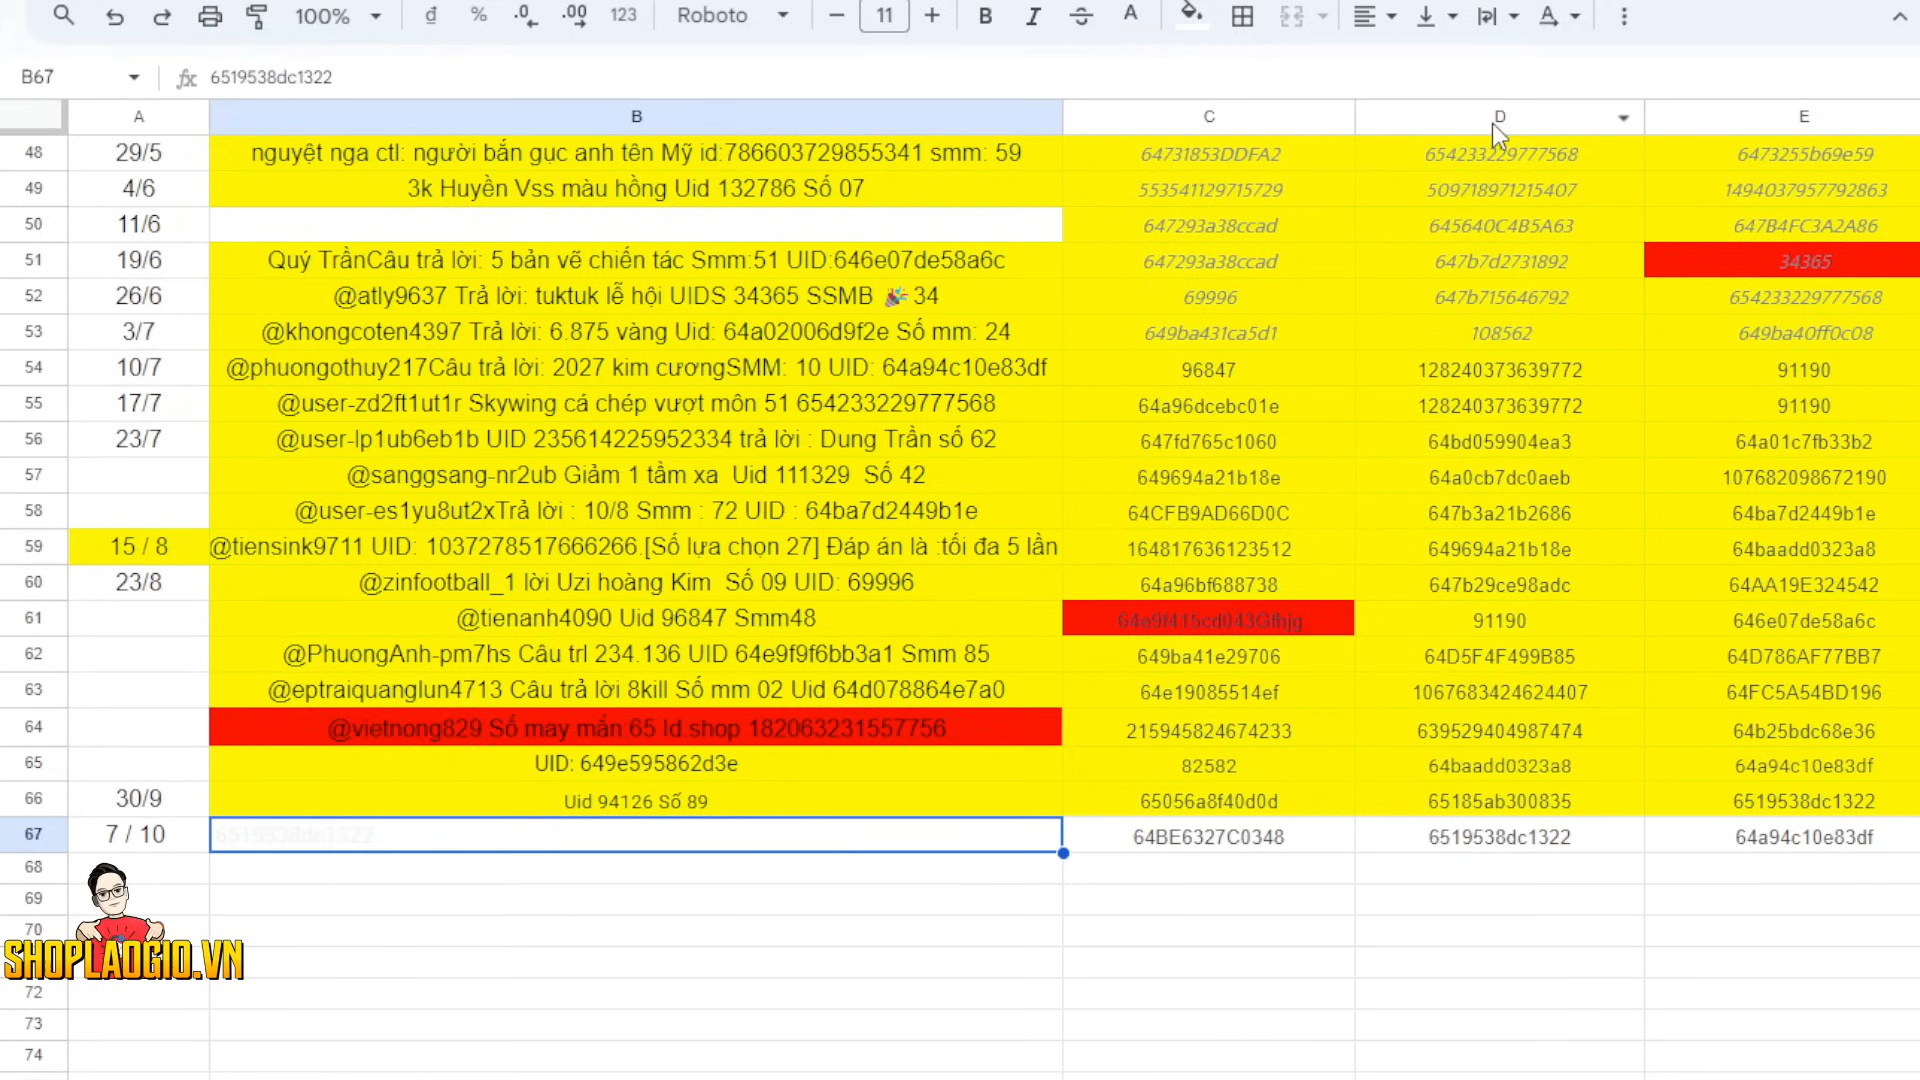 100% đ % .0 .00 123 Roboto 11 B I S A
B67 fx 6519538dc1322
A B C D E
48 29/5 nguyệt nga ctl: người bắn gục anh tên Mỹ id:786603729855341 smm: 59 64731853DDFA2 654233229777568 6473255b69e59
49 4/6 3k Huyền Vss màu hồng Uid 132786 Số 07 553541129715729 509718971215407 1494037957792863
50 11/6 647293a38ccad 645640C4B5A63 647B4FC3A2A86
51 19/6 Quý TrầnCâu trả lời: 5 bản vẽ chiến tác Smm:51 UID:646e07de58a6c 647293a38ccad 647b7d2731892 34365
52 26/6 @atly9637 Trả lời: tuktuk lễ hội UIDS 34365 SSMB 🎉 34 69996 647b715646792 654233229777568
53 3/7 @khongcoten4397 Trả lời: 6.875 vàng Uid: 64a02006d9f2e Số mm: 24 649ba431ca5d1 108562 649ba40ff0c08
54 10/7 @phuongothuy217Câu trả lời: 2027 kim cươngSMM: 10 UID: 64a94c10e83df 96847 128240373639772 91190
55 17/7 @user-zd2ft1ut1r Skywing cá chép vượt môn 51 654233229777568 64a96dcebc01e 128240373639772 91190
56 23/7 @user-lp1ub6eb1b UID 235614225952334 trả lời : Dung Trần số 62 647fd765c1060 64bd059904ea3 64a01c7fb33b2
57 @sanggsang-nr2ub Giảm 1 tầm xa Uid 111329 Số 42 649694a21b18e 64a0cb7dc0aeb 107682098672190
58 @user-es1yu8ut2xTrả lời : 10/8 Smm : 72 UID : 64ba7d2449b1e 64CFB9AD66D0C 647b3a21b2686 64ba7d2449b1e
59 15 / 8 @tiensink9711 UID: 1037278517666266.[Số lựa chọn 27] Đáp án là :tối đa 5 lần 164817636123512 649694a21b18e 64baadd0323a8
60 23/8 @zinfootball_1 lời Uzi hoàng Kim Số 09 UID: 69996 64a96bf688738 647b29ce98adc 64AA19E324542
61 @tienanh4090 Uid 96847 Smm48 64e9f415cd043Gfhjg 91190 646e07de58a6c
62 @PhuongAnh-pm7hs Câu trl 234.136 UID 64e9f9f6bb3a1 Smm 85 649ba41e29706 64D5F4F499B85 64D786AF77BB7
63 @eptraiquanglun4713 Câu trả lời 8kill Số mm 02 Uid 64d078864e7a0 64e19085514ef 1067683424624407 64FC5A54BD196
64 @vietnong829 Số may mắn 65 Id shop 182063231557756 215945824674233 639529404987474 64b25bdc68e36
65 UID: 649e595862d3e 82582 64baadd0323a8 64a94c10e83df
66 30/9 Uid 94126 Số 89 65056a8f40d0d 65185ab300835 6519538dc1322
67 7 / 10 6519538dc1322 64BE6327C0348 6519538dc1322 64a94c10e83df
68
69
70
SHOPLAOGIO.VN
72
73
74